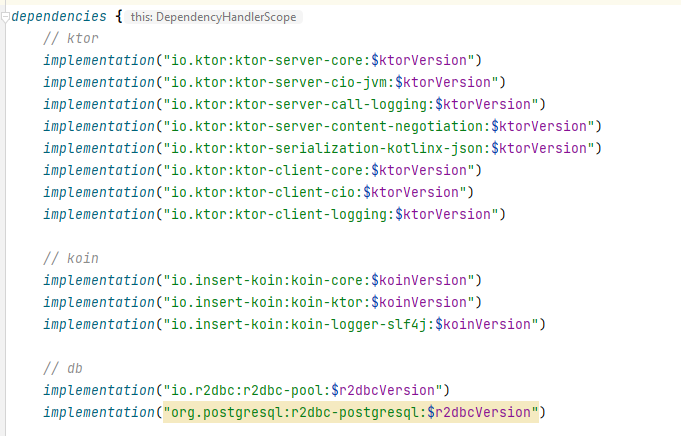 dependencies { this: DependencyHandlerScope
// ktor
implementation("io.ktor:ktor-server-core:$ktorVersion")
implementation("io.ktor:ktor-server-cio-jvm:$ktorVersion")
implementation("io.ktor:ktor-server-call-logging:$ktorVersion")
implementation("io.ktor:ktor-server-content-negotiation:$ktorVersion")
implementation("io.ktor:ktor-serialization-kotlinx-json:$ktorVersion")
implementation("io.ktor:ktor-client-core:$ktorVersion")
implementation("io.ktor:ktor-client-cio:$ktorVersion")
implementation("io.ktor:ktor-client-logging:$ktorVersion")
// koin
implementation("io.insert-koin:koin-core:$koinVersion")
implementation("io.insert-koin:koin-ktor:$koinVersion")
implementation("io.insert-koin:koin-logger-slf4j:$koinVersion")
// db
implementation("io.r2dbc:r2dbc-pool:$r2dbcVersion")
implementation("org.postgresql:r2dbc-postgresql:$r2dbcVersion")